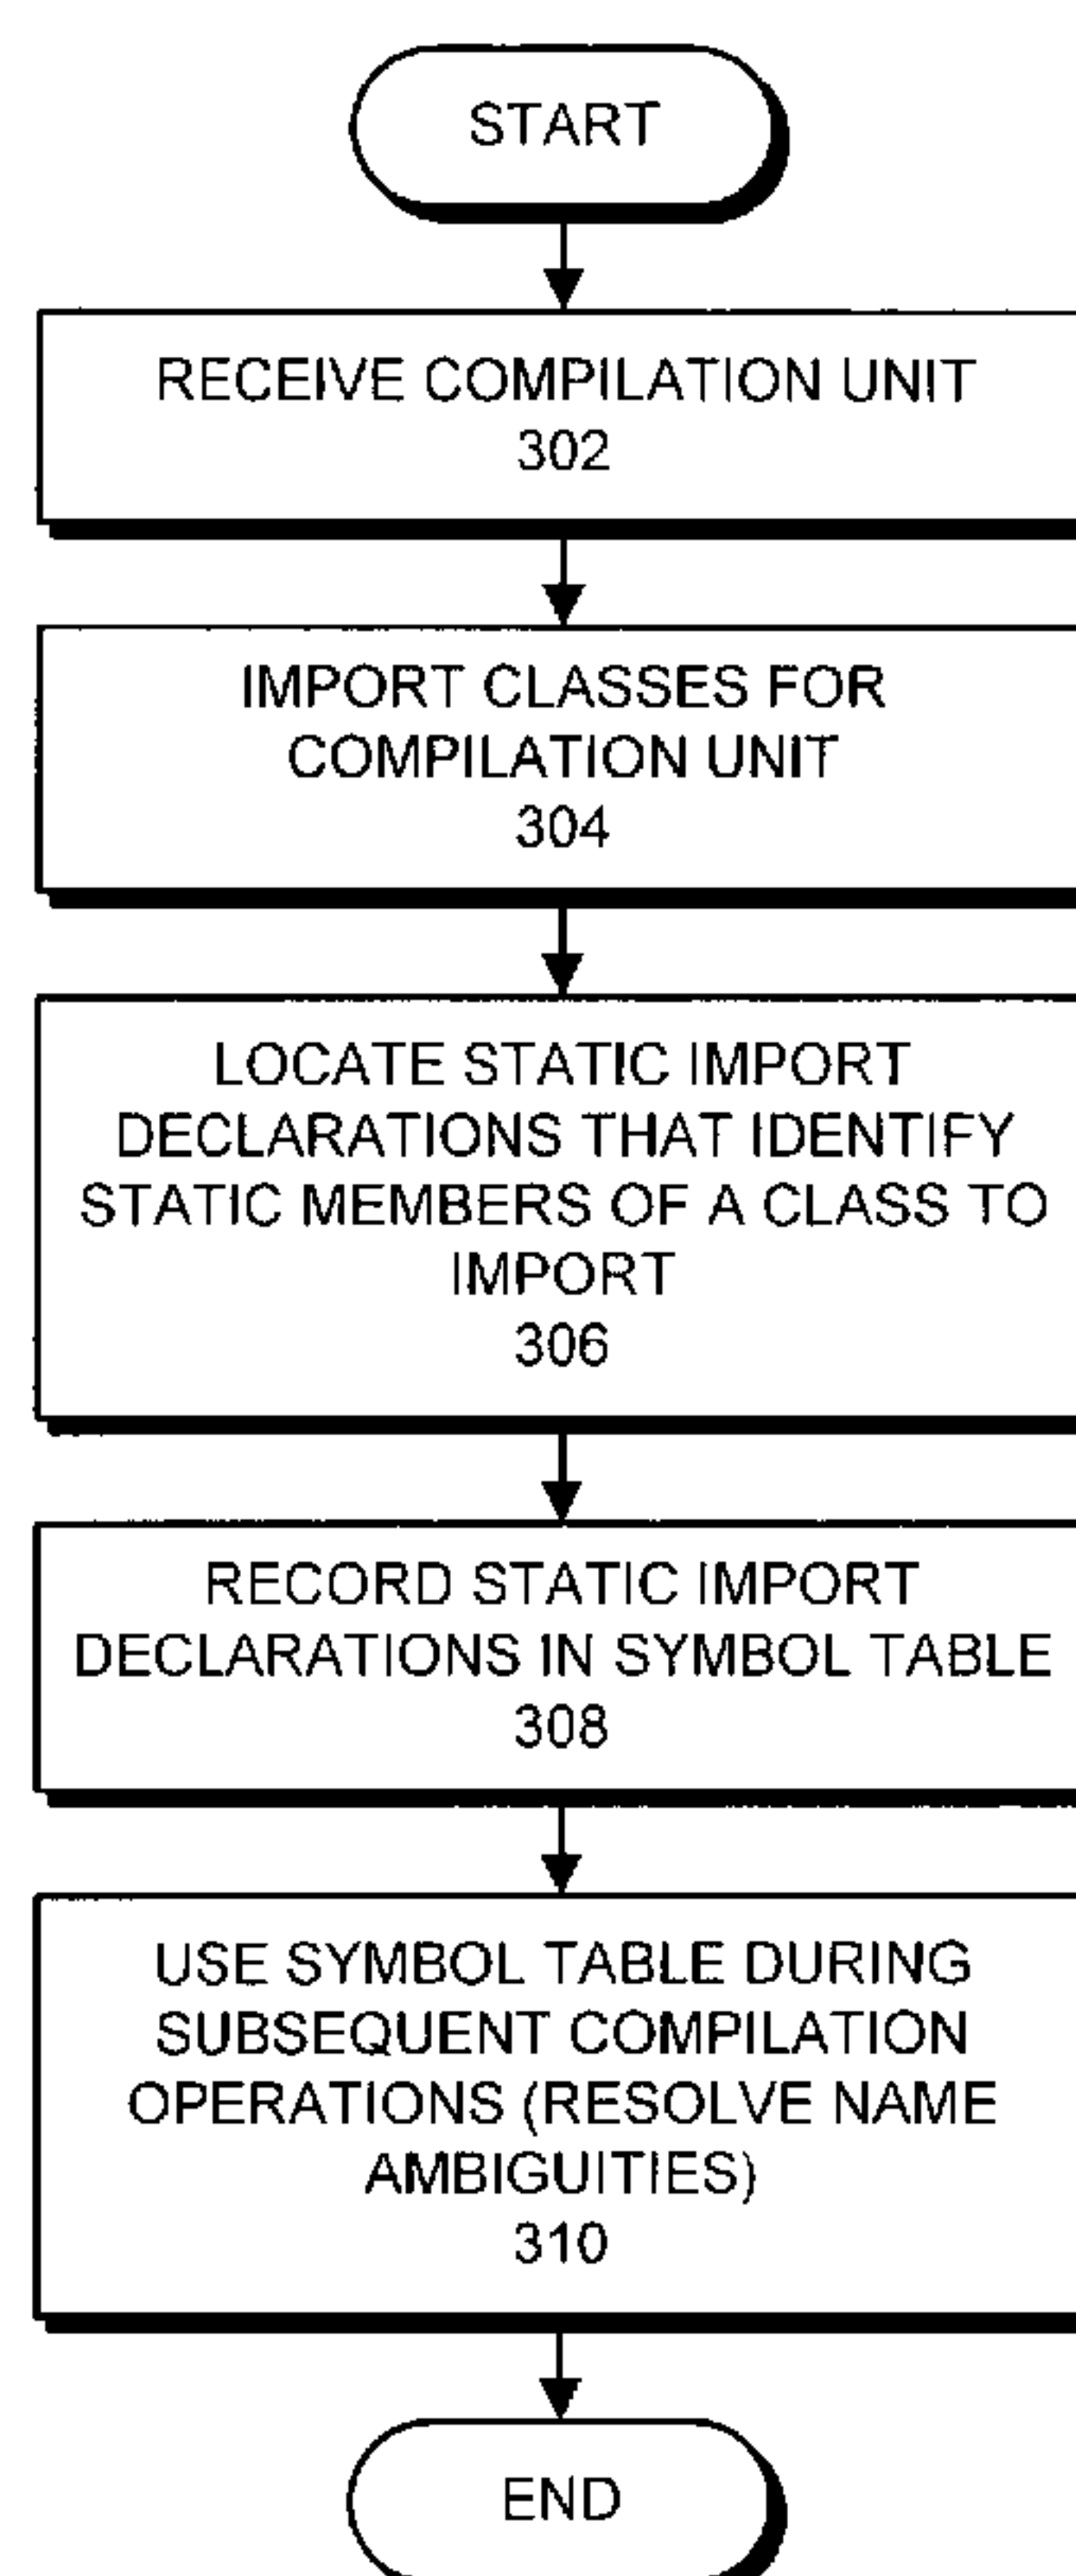 START
RECEIVE COMPILATION UNIT
302
IMPORT CLASSES FOR
COMPILATION UNIT
304
LOCATE STATIC IMPORT
DECLARATIONS THAT IDENTIFY
STATIC MEMBERS OF A CLASS TO
IMPORT
306
RECORD STATIC IMPORT
DECLARATIONS IN SYMBOL TABLE
308
USE SYMBOL TABLE DURING
SUBSEQUENT COMPILATION
OPERATIONS (RESOLVE NAME
AMBIGUITIES)
310
END